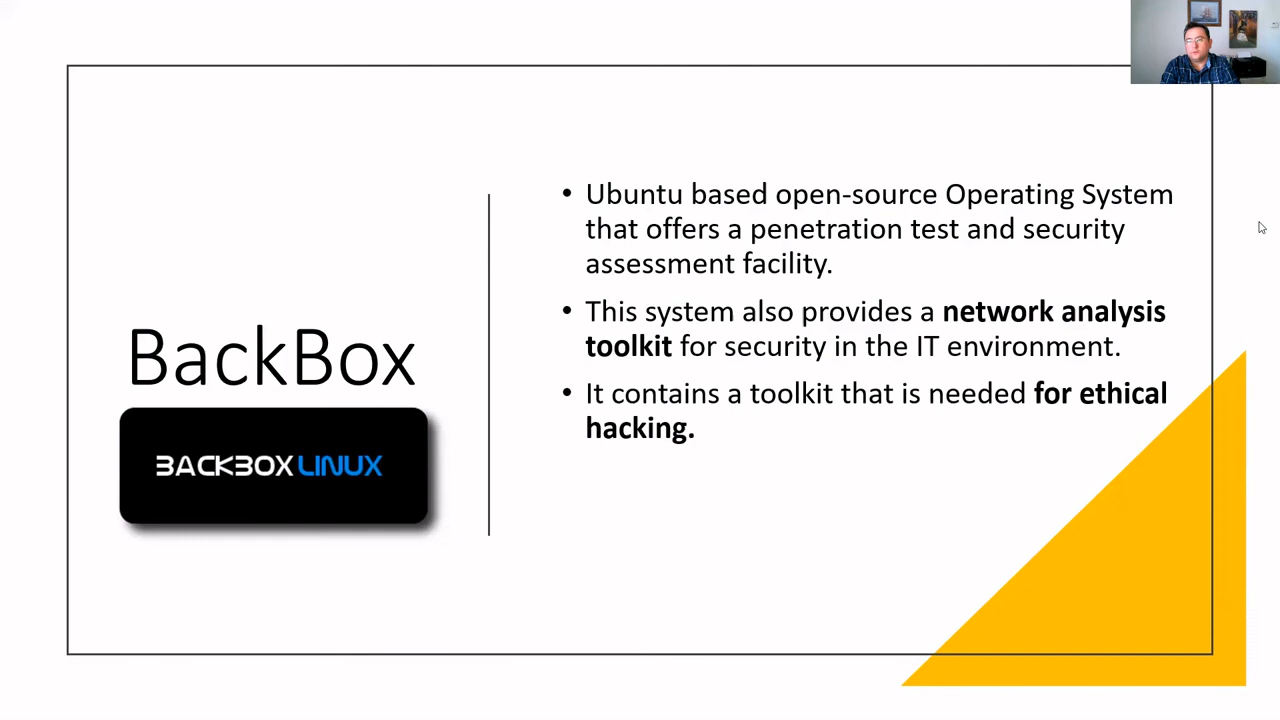 BackBox
BACKBOX LINUX
• Ubuntu based open-source Operating System
that offers a penetration test and security
assessment facility.
• This system also provides a network analysis
toolkit for security in the IT environment.
• It contains a toolkit that is needed for ethical
hacking.